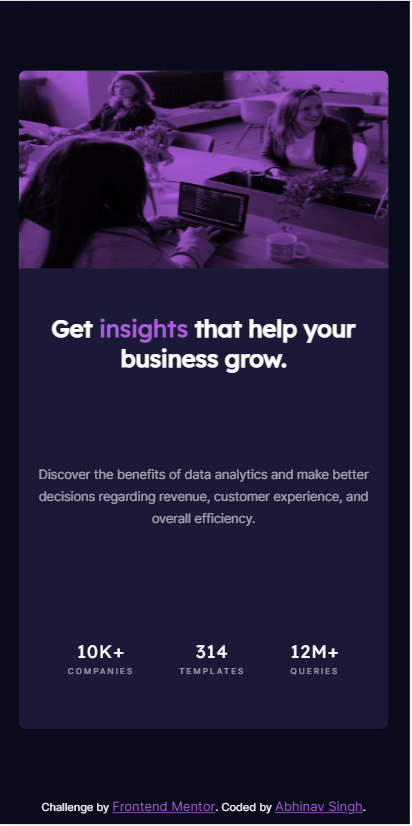 Get insights that help your
business grow.
Discover the benefits of data analytics and make better
decisions regarding revenue, customer experience, and
overall efficiency.
10K+ 314 12M+
COMPANIES TEMPLATES QUERIES
Challenge by Frontend Mentor. Coded by Abhinav Singh.